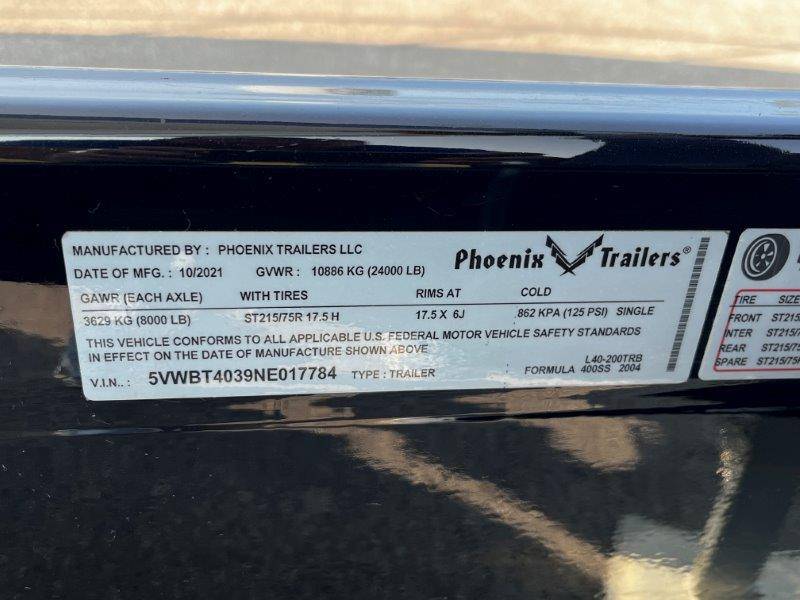 MANUFACTURED BY : PHOENIX TRAILERS LLC
Phoenix Trailers®
DATE OF MFG. : 10/2021 GVWR : 10886 KG (24000 LB)
GAWR (EACH AXLE) WITH TIRES RIMS AT COLD
3629 KG (8000 LB) ST215/75R 17.5 H 17.5 X 6J .862 KPA (125 PSI) SINGLE
THIS VEHICLE CONFORMS TO ALL APPLICABLE U.S. FEDERAL MOTOR VEHICLE SAFETY STANDARDS
IN EFFECT ON THE DATE OF MANUFACTURE SHOWN ABOVE
V.I.N.. : 5VWBT4039NE017784 TYPE : TRAILER
L40-200TRB
FORMULA 400SS 2004
TIRE SIZE
FRONT ST215
INTER ST215/7
REAR ST215/75
SPARE ST215/75